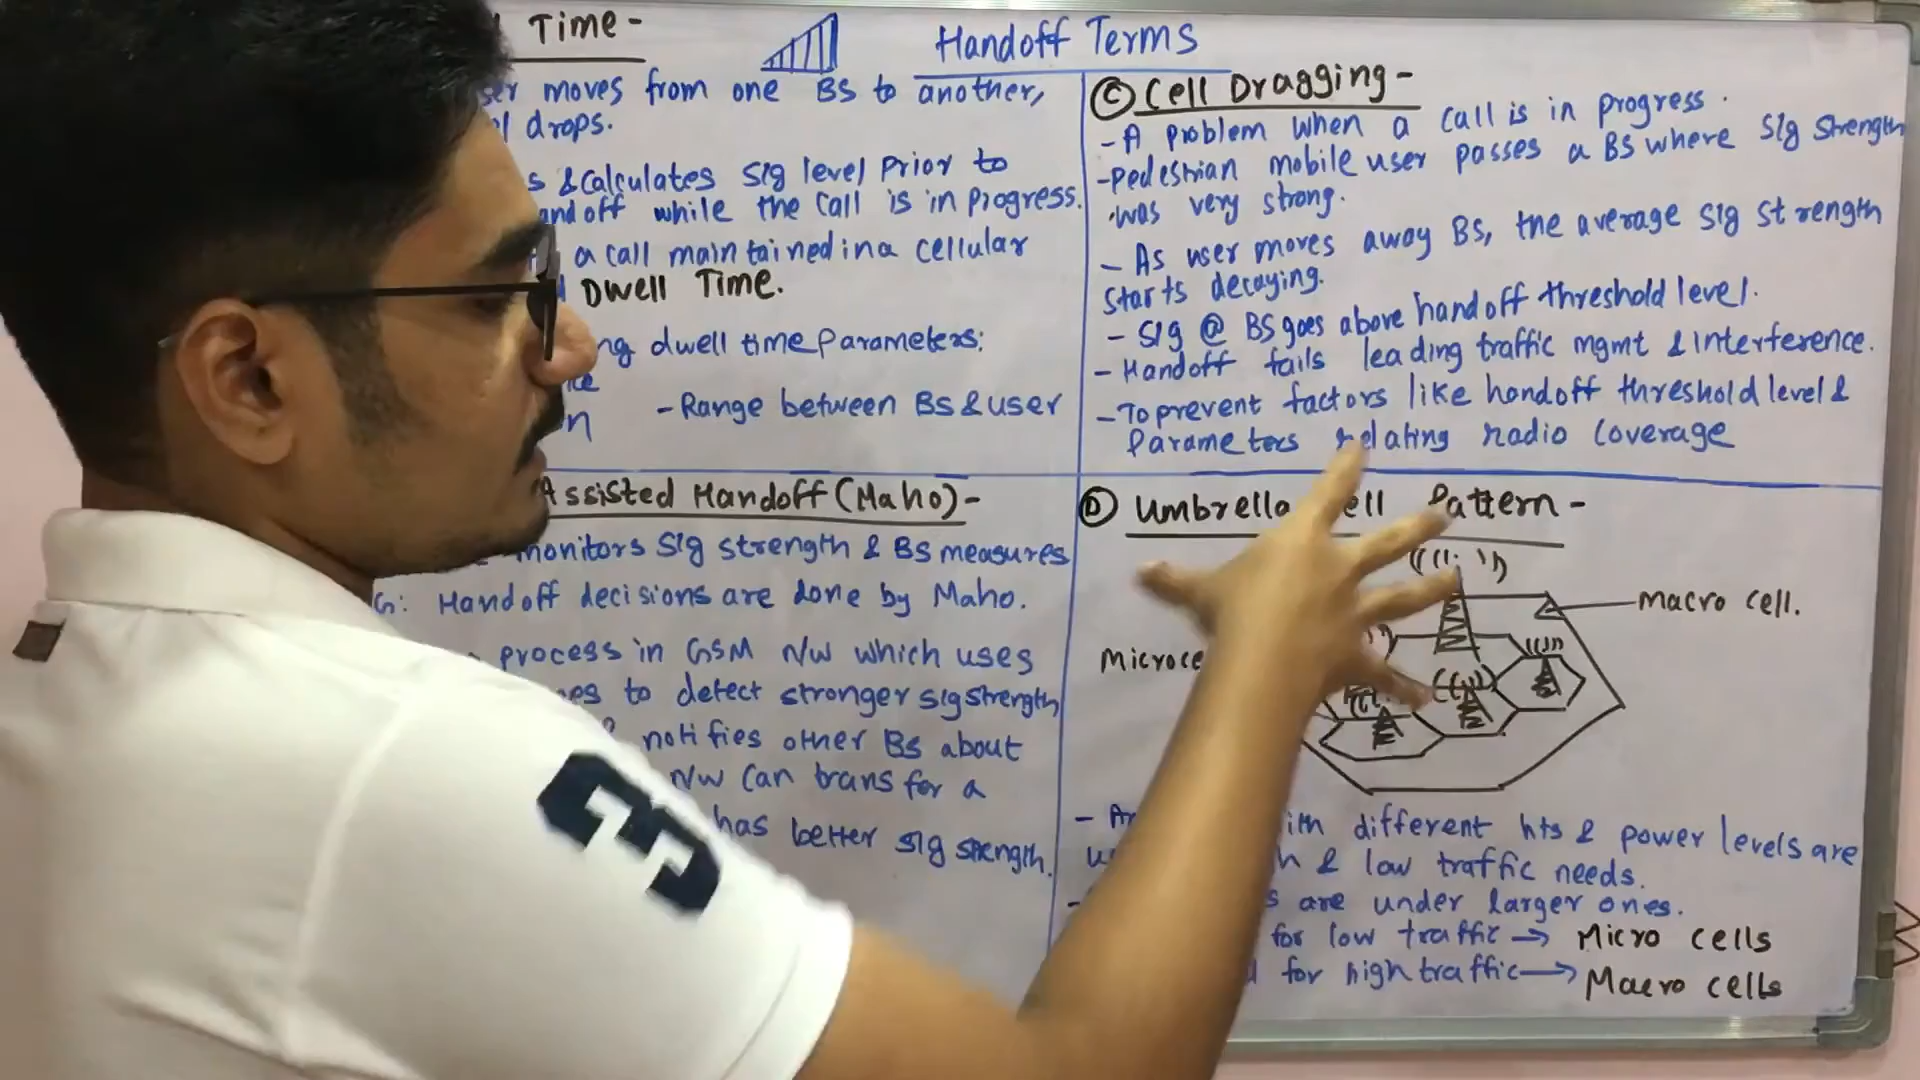 Time -
Handoff Terms
ser moves from one BS to another,
drops.
s & calculates sig level prior to
andoff while the call is in progress.
a call maintained in a cellular
Dwell Time.
ng dwell time parameters:
- Range between BS & user
n
© Cell Dragging -
- A problem when a call is in progress.
- Pedestrian mobile user passes a BS where sig strength
was very strong.
- As user moves away BS, the average sig strength
starts decaying.
- Sig @ BS goes above handoff threshold level.
- Handoff fails leading traffic mgmt & interference.
- To prevent factors like handoff threshold level &
Parameters relating radio coverage
Assisted Handoff (Maho) -
monitors sig strength & BS measures
G: Handoff decisions are done by Maho.
process in GSM N/w which uses
es to detect stronger sig strength
notifies other BS about
N/w can trans for a
has better sig strength.
Ⓓ Umbrella ell Pattern -
macro cell.
Microce
ith different hts & power levels are
h & low traffic needs.
s are under larger ones.
for low traffic → Micro cells
for high traffic → Macro cells
3